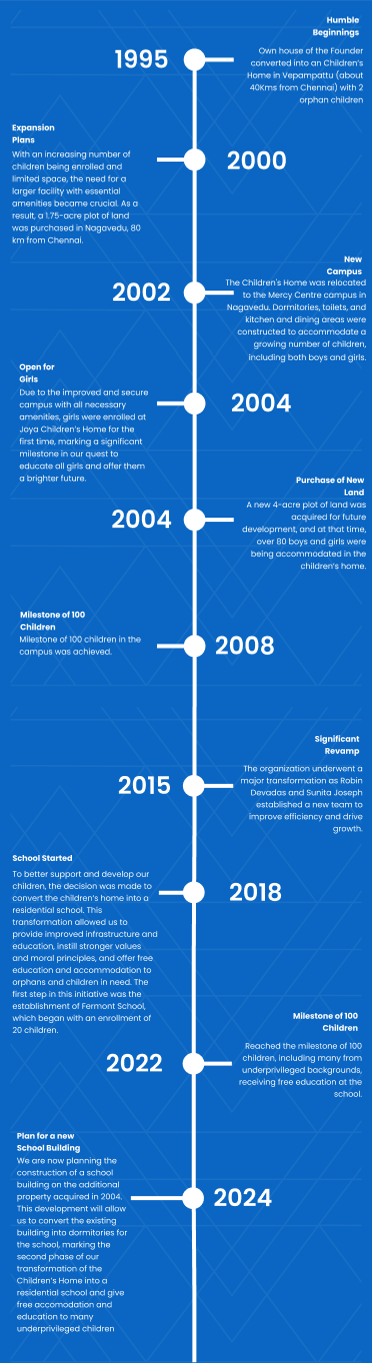 Humble
Beginnings
1995
Own house of the Founder
converted into an Children's
Home in Vepampattu (about
40Kms from Chennai) with 2
orphan children
Expansion
Plans
2000
With an increasing number of
children being enrolled and
limited space, the need for a
larger facility with essential
amenities became crucial. As a
result, a 1.75-acre plot of land
was purchased in Nagavedu, 80
km from Chennai.
New
Campus
2002
The Children's Home was relocated
to the Mercy Centre campus in
Nagavedu. Dormitories, toilets, and
kitchen and dining areas were
constructed to accommodate a
growing number of children,
including both boys and girls.
Open for
Girls
2004
Due to the improved and secure
campus with all necessary
amenities, girls were enrolled at
Joya Children's Home for the
first time, marking a significant
milestone in our quest to
educate all girls and offer them
a brighter future.
Purchase of New
Land
2004
A new 4-acre plot of land was
acquired for future
development, and at that time,
over 80 boys and girls were
being accommodated in the
children's home.
Milestone of 100
Children
2008
Milestone of 100 children in the
campus was achieved.
Significant
Revamp
2015
The organization underwent a
major transformation as Robin
Devadas and Sunita Joseph
established a new team to
improve efficiency and drive
growth.
School Started
2018
To better support and develop our
children, the decision was made to
convert the children's home into a
residential school. This
transformation allowed us to
provide improved infrastructure and
education, instill stronger values
and moral principles, and offer free
education and accommodation to
orphans and children in need. The
first step in this initiative was the
establishment of Fermont School,
which began with an enrollment of
20 children.
Milestone of 100
Children
2022
Reached the milestone of 100
children, including many from
underprivileged backgrounds,
receiving free education at the
school.
Plan for a new
School Building
2024
We are now planning the
construction of a school
building on the additional
property acquired in 2004.
This development will allow
us to convert the existing
building into dormitories for
the school, marking the
second phase of our
transformation of the
Children's Home into a
residential school and give
free accomodation and
education to many
underprivileged children